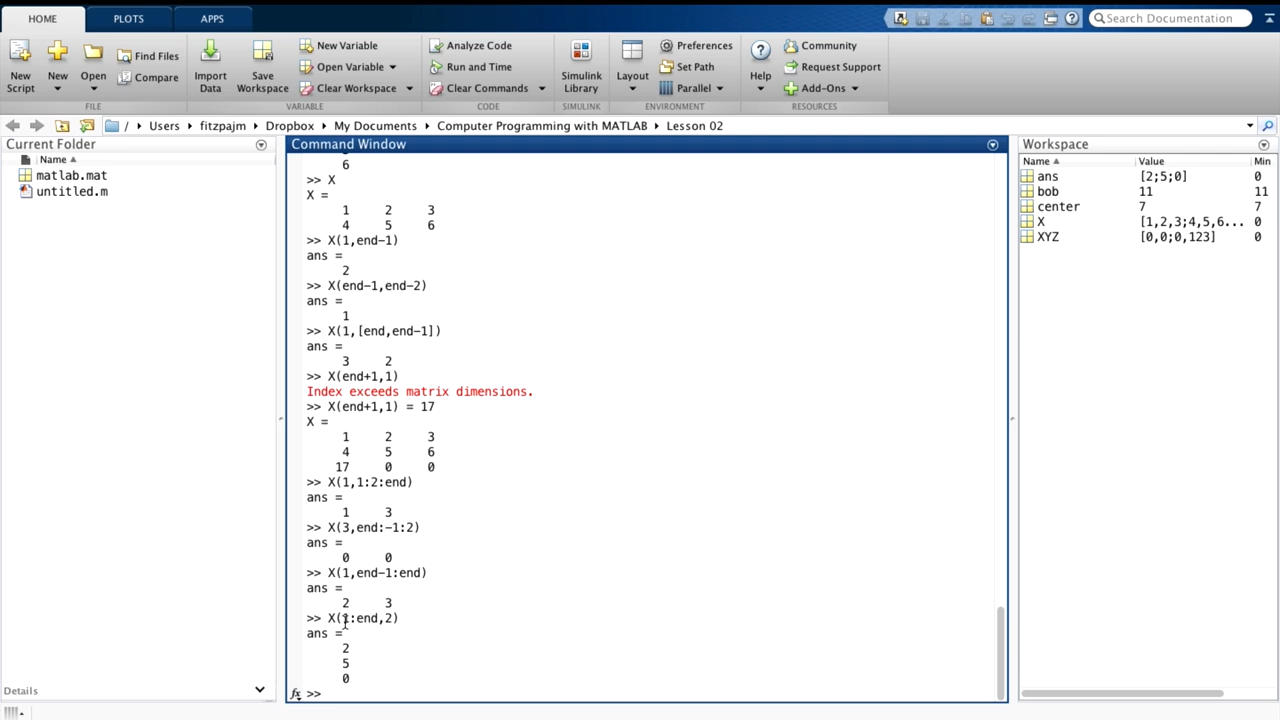 HOME PLOTS APPS Search Documentation
New Script New Open Find Files Compare Import Data Save Workspace New Variable Open Variable Clear Workspace Analyze Code Run and Time Clear Commands Simulink Library Layout Preferences Set Path Parallel Help Community Request Support Add-Ons
FILE VARIABLE CODE SIMULINK ENVIRONMENT RESOURCES
/ Users fitzpajm Dropbox My Documents Computer Programming with MATLAB Lesson 02
Current Folder
Name
matlab.mat
untitled.m
Details
Command Window
6
>> X
X =
1 2 3
4 5 6
>> X(1,end-1)
ans =
2
>> X(end-1,end-2)
ans =
1
>> X(1,[end,end-1])
ans =
3 2
>> X(end+1,1)
Index exceeds matrix dimensions.
>> X(end+1,1) = 17
X =
1 2 3
4 5 6
17 0 0
>> X(1,1:2:end)
ans =
1 3
>> X(3,end:-1:2)
ans =
0 0
>> X(1,end-1:end)
ans =
2 3
>> X(1:end,2)
ans =
2
5
0
fx >>
Workspace
Name Value Min
ans [2;5;0] 0
bob 11 11
center 7 7
X [1,2,3;4,5,6... 0
XYZ [0,0;0,123] 0